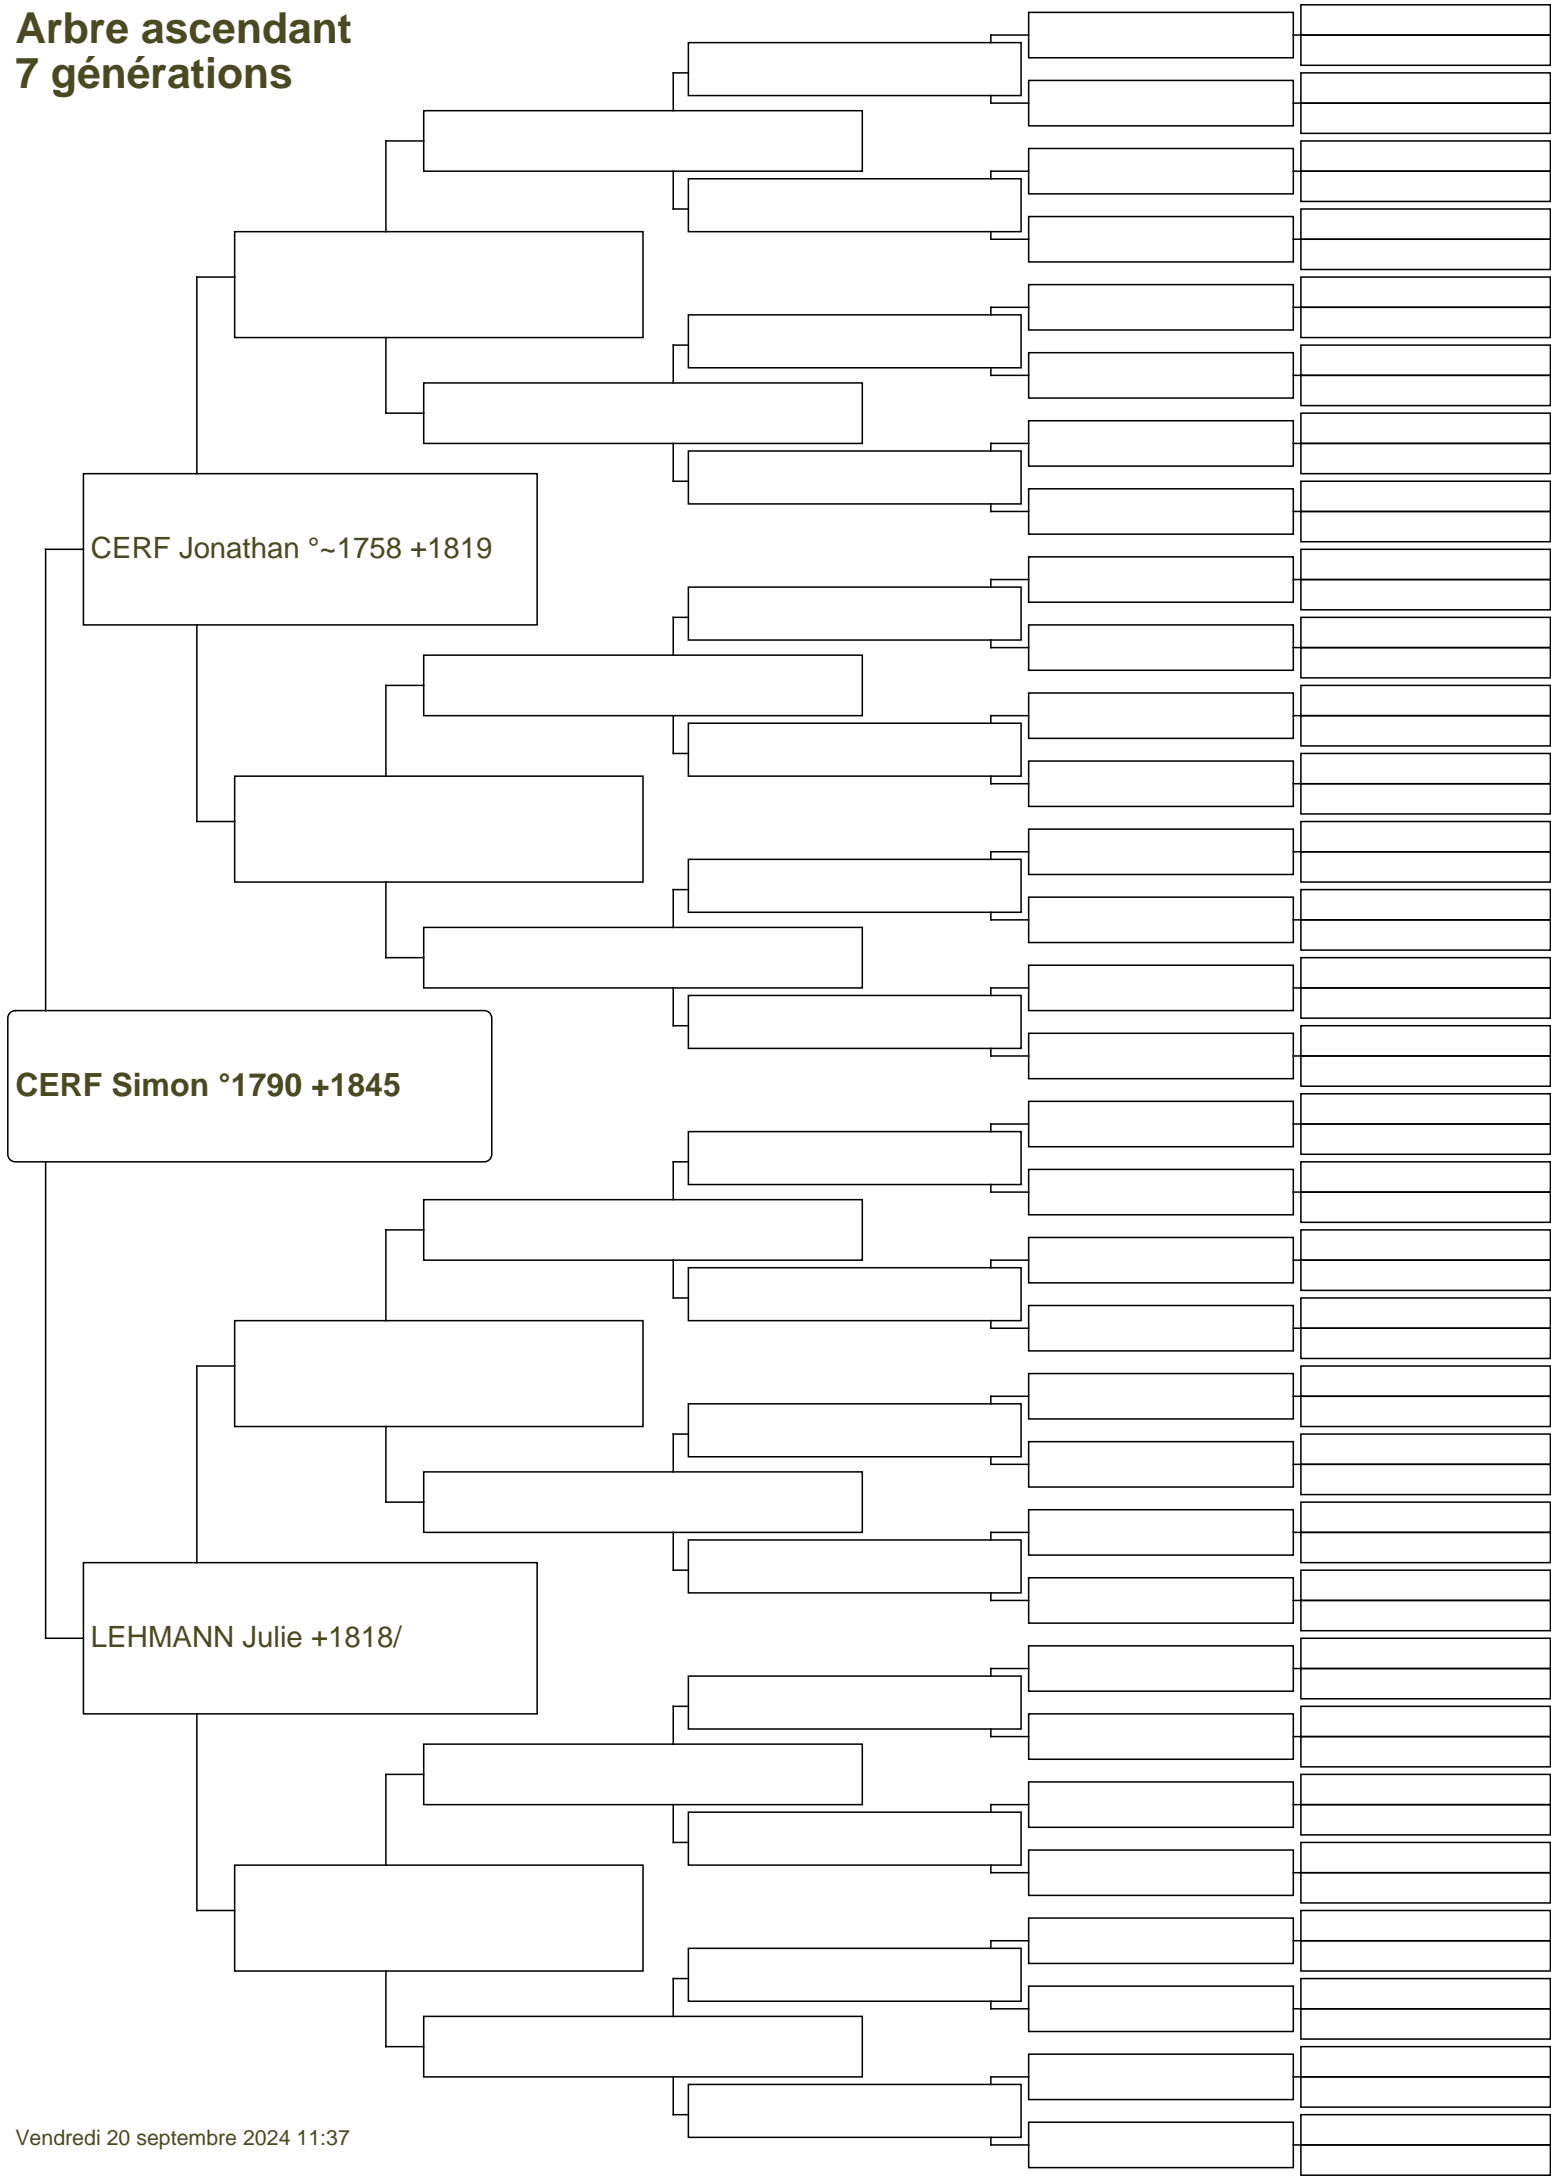 Arbre ascendant
7 générations
CERF Jonathan °~1758 +1819
CERF Simon °1790 +1845
LEHMANN Julie +1818/
Vendredi 20 septembre 2024 11:37